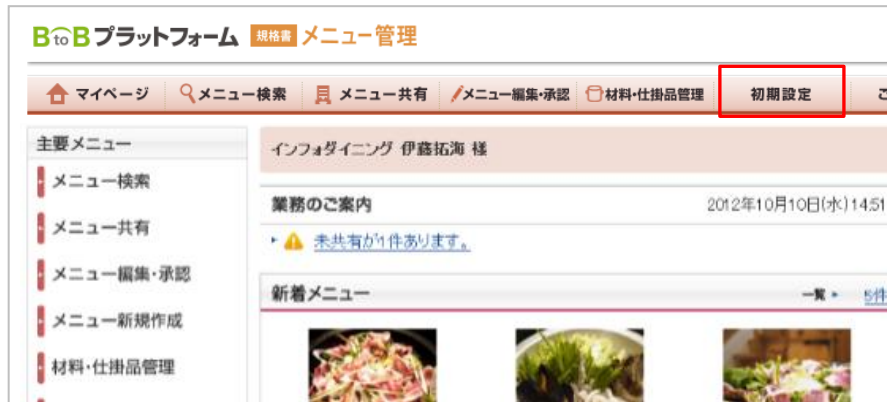 BtoBプラットフォーム 規格書 メニュー管理
マイページ メニュー検索 メニュー共有 メニュー編集・承認 材料・仕掛品管理 初期設定 ご
主要メニュー
メニュー検索
メニュー共有
メニュー編集・承認
メニュー新規作成
材料・仕掛品管理
インフォダイニング 伊藤拓海 様
業務のご案内 2012年10月10日(水)14:51
未共有が1件あります。
新着メニュー 一覧 5件